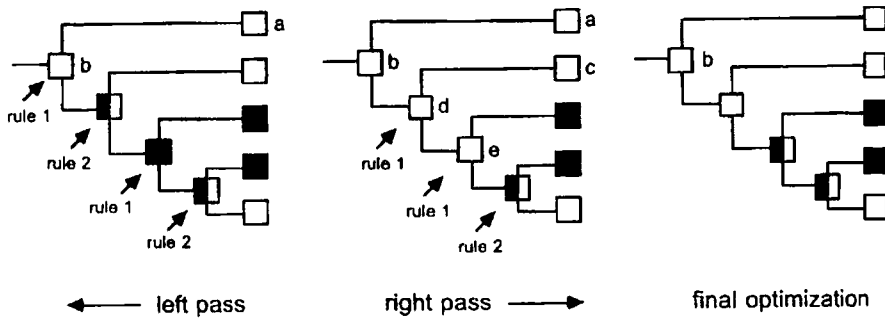 a
b
rule 1
rule 2
rule 1
rule 2
left pass
a
b
c
d
rule 1
e
rule 1
rule 2
right pass
b
final optimization